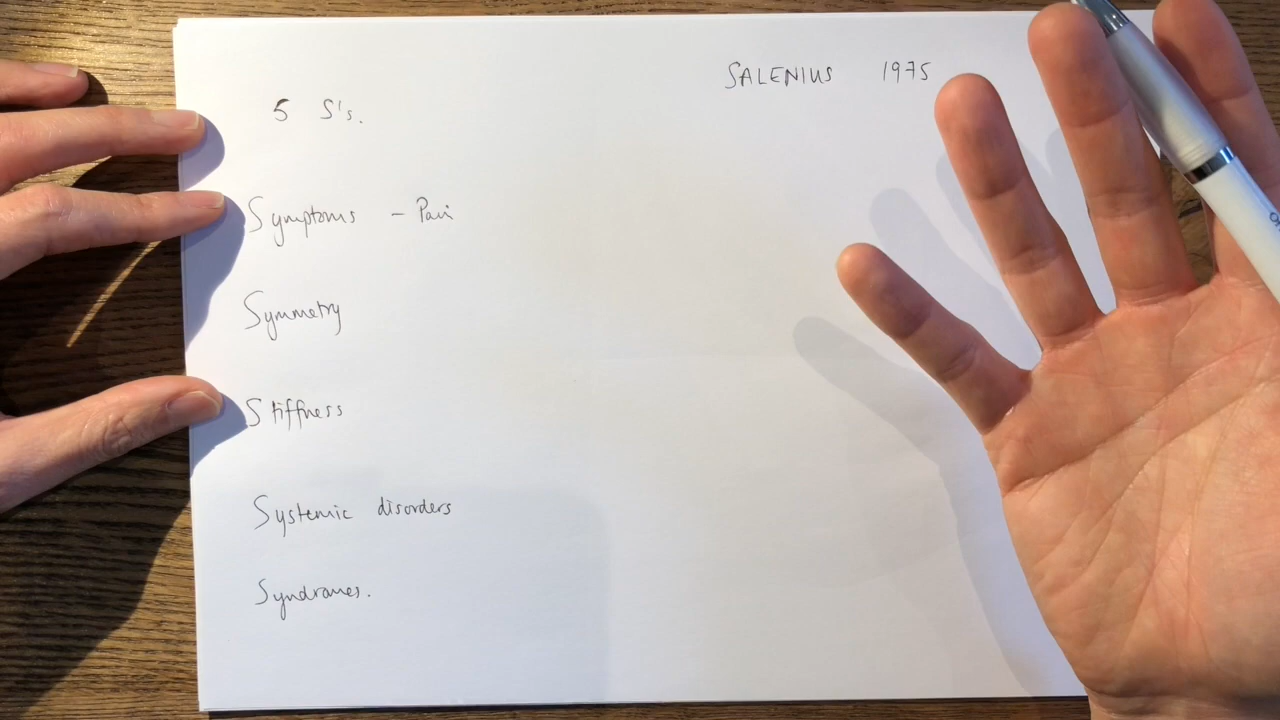 SALENIUS 1975
5 S's.
Symptoms - Pain
Symmetry
Stiffness
Systemic disorders
Syndromes.